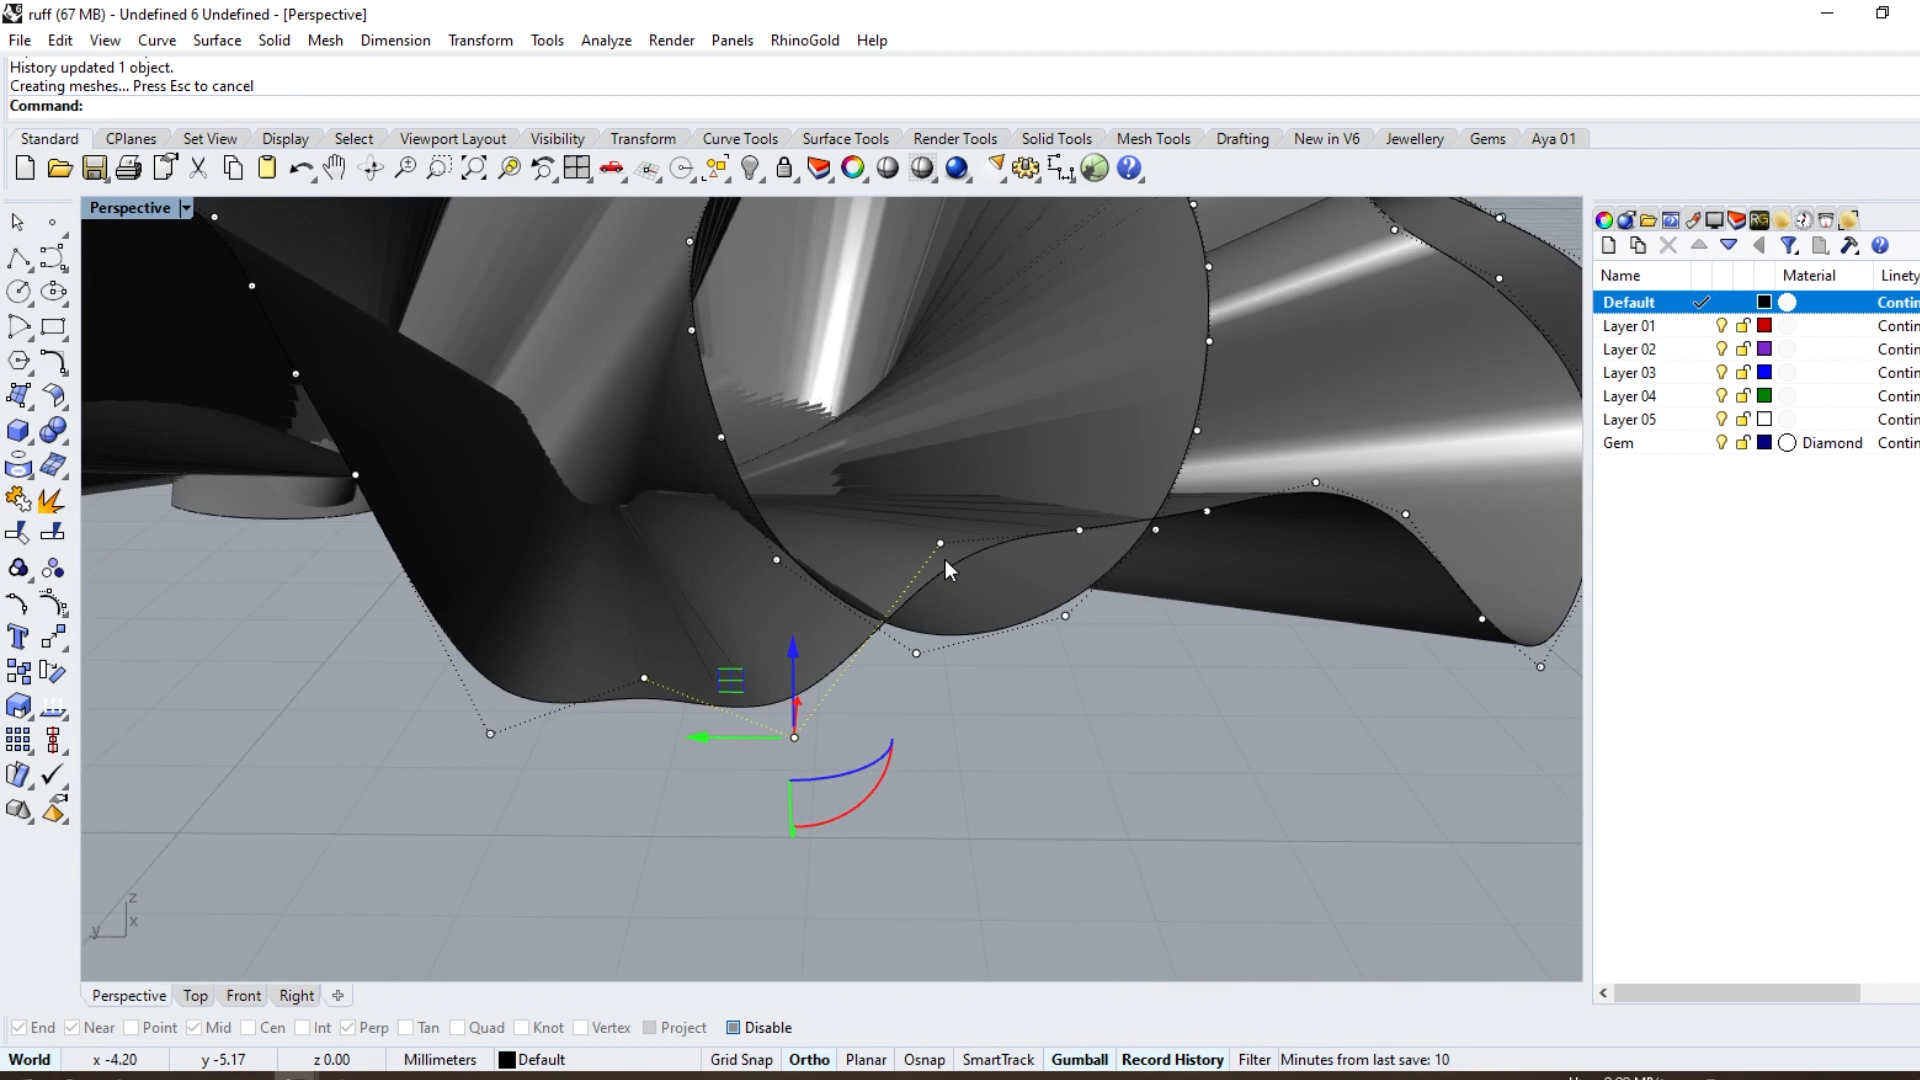 ruff (67 MB) - Undefined 6 Undefined - [Perspective]
File Edit View Curve Surface Solid Mesh Dimension Transform Tools Analyze Render Panels RhinoGold Help
History updated 1 object.
Creating meshes... Press Esc to cancel
Command:
Standard CPlanes Set View Display Select Viewport Layout Visibility Transform Curve Tools Surface Tools Render Tools Solid Tools Mesh Tools Drafting New in V6 Jewellery Gems Aya 01
Perspective
Name Material Linety
Default Contin
Layer 01 Contin
Layer 02 Contin
Layer 03 Contin
Layer 04 Contin
Layer 05 Contin
Gem Diamond Contin
z
x
y
Perspective Top Front Right
End Near Point Mid Cen Int Perp Tan Quad Knot Vertex Project Disable
World x -4.20 y -5.17 z 0.00 Millimeters Default Grid Snap Ortho Planar Osnap SmartTrack Gumball Record History Filter Minutes from last save: 10